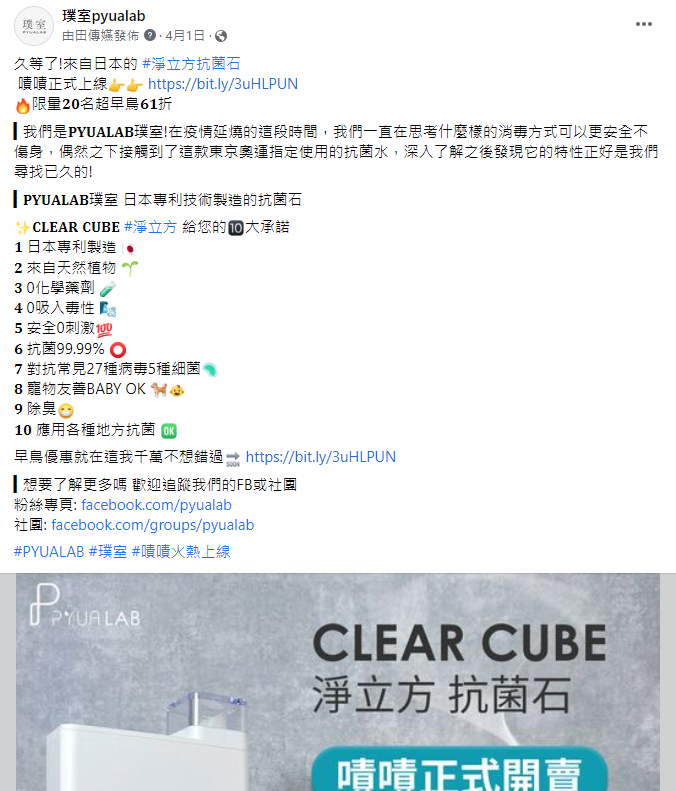 璞室pyualab
由田傳嬿發佈 · 4月1日 ·
久等了!來自日本的 #淨立方抗菌石
嘖嘖正式上線👉👉 https://bit.ly/3uHLPUN
🔥限量20名超早鳥61折
▎我們是PYUALAB璞室!在疫情延燒的這段時間，我們一直在思考什麼樣的消毒方式可以更安全不
傷身，偶然之下接觸到了這款東京奧運指定使用的抗菌水，深入了解之後發現它的特性正好是我們
尋找已久的!
▎PYUALAB璞室 日本專利技術製造的抗菌石
✨CLEAR CUBE #淨立方 給您的🔟大承諾
1 日本專利製造 🇯🇵
2 來自天然植物 🌱
3 0化學藥劑 🧪
4 0吸入毒性 🌬️
5 安全0刺激💯
6 抗菌99.99% ⭕
7 對抗常見27種病毒5種細菌🦠
8 寵物友善BABY OK 🐕👶
9 除臭😷
10 應用各種地方抗菌 🆗
早鳥優惠就在這我千萬不想錯過🔜 https://bit.ly/3uHLPUN
▎想要了解更多嗎 歡迎追蹤我們的FB或社團
粉絲專頁: facebook.com/pyualab
社團: facebook.com/groups/pyualab
#PYUALAB #璞室 #嘖嘖火熱上線
PYUALAB
CLEAR CUBE
淨立方 抗菌石
嘖嘖正式開賣